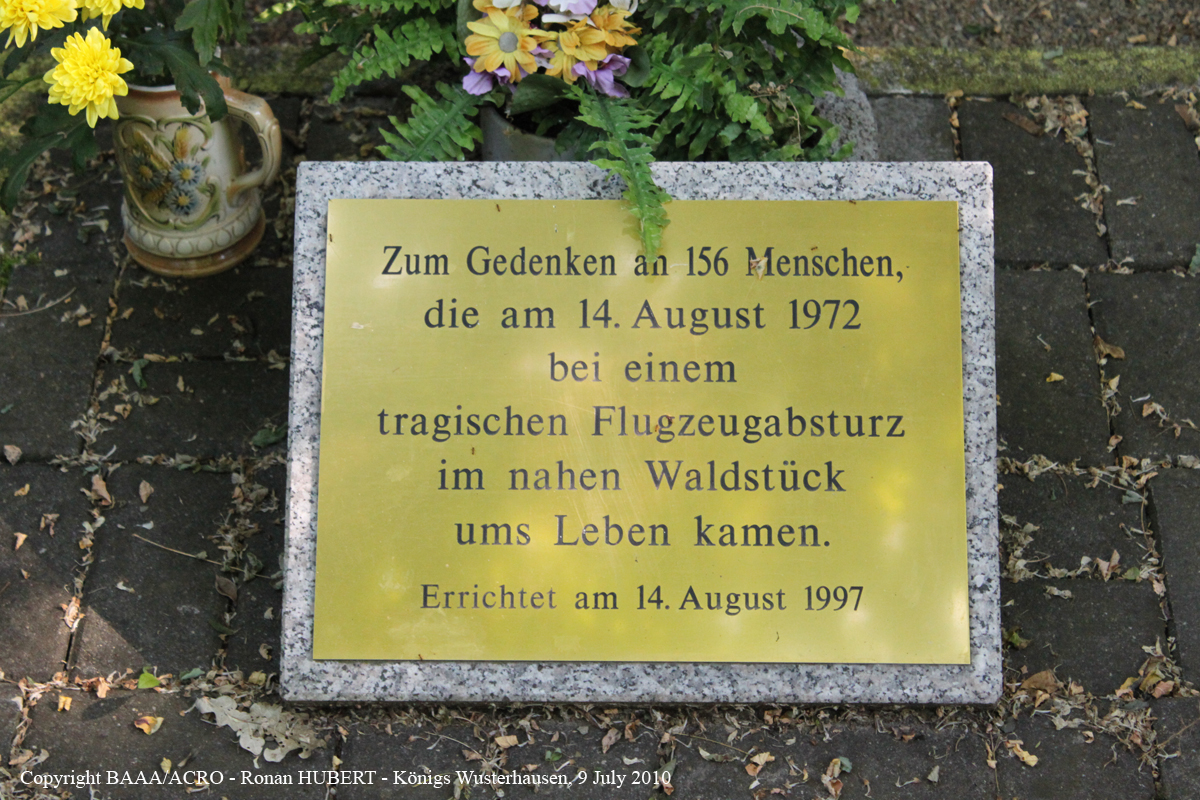 Zum Gedenken an 156 Menschen,
die am 14. August 1972
bei einem
tragischen Flugzeugabsturz
im nahen Waldstück
ums Leben kamen.
Errichtet am 14. August 1997
Copyright BAAA/ACRO - Ronan HUBERT - Königs Wusterhausen, 9 July 2010